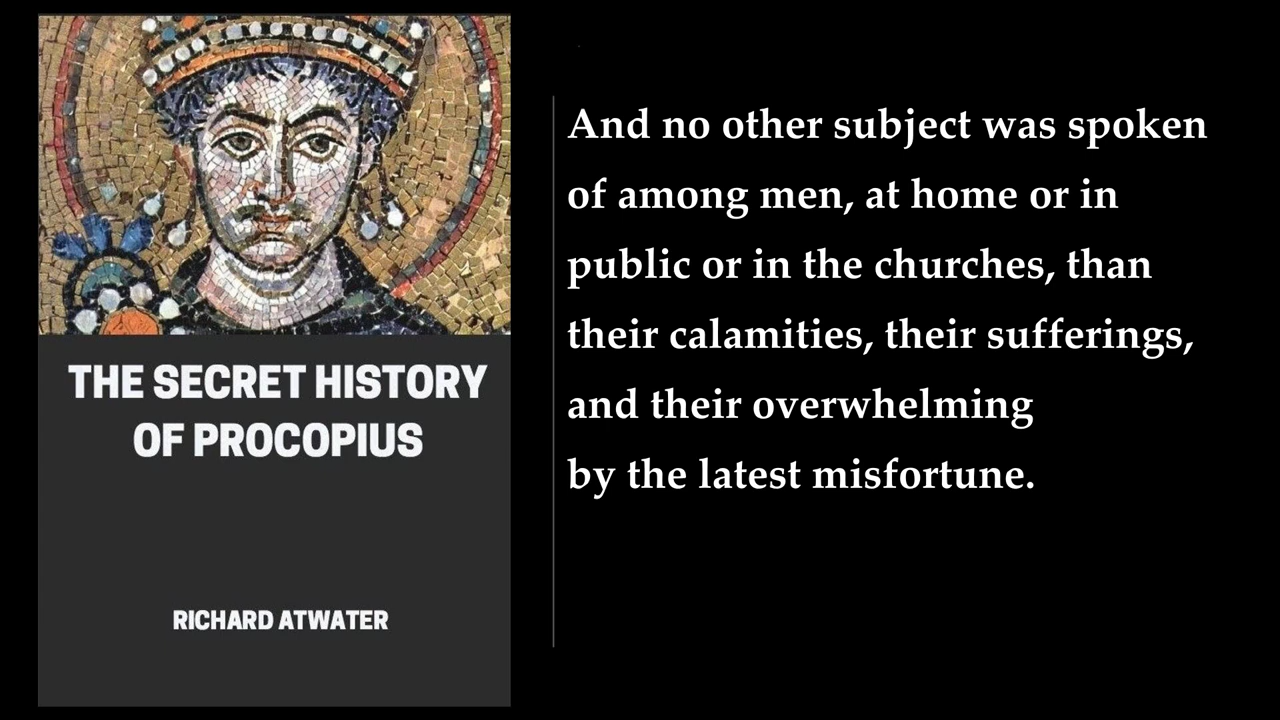 THE SECRET HISTORY
OF PROCOPIUS
RICHARD ATWATER
And no other subject was spoken
of among men, at home or in
public or in the churches, than
their calamities, their sufferings,
and their overwhelming
by the latest misfortune.